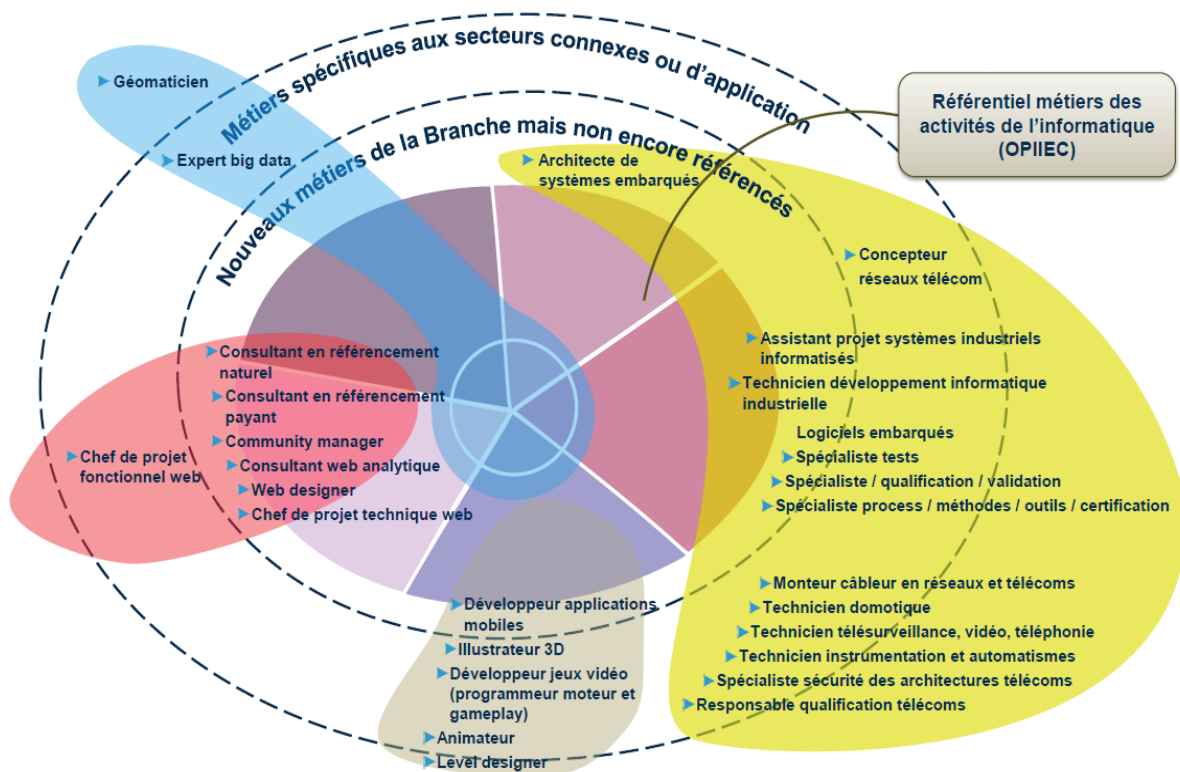 Métiers spécifiques aux secteurs connexes ou d'application
Nouveaux métiers de la Branche mais non encore référencés
Référentiel métiers des
activités de l'informatique
(OPIIEC)
Géomaticien
Expert big data
Architecte de
systèmes embarqués
Concepteur
réseaux télécom
Assistant projet systèmes industriels
informatisés
Technicien développement informatique
industrielle
Logiciels embarqués
Spécialiste tests
Spécialiste / qualification / validation
Spécialiste process / méthodes / outils / certification
Monteur câbleur en réseaux et télécoms
Technicien domotique
Technicien télésurveillance, vidéo, téléphonie
Technicien instrumentation et automatismes
Spécialiste sécurité des architectures télécoms
Responsable qualification télécoms
Consultant en référencement
naturel
Consultant en référencement
payant
Community manager
Consultant web analytique
Web designer
Chef de projet technique web
Chef de projet
fonctionnel web
Développeur applications
mobiles
Illustrateur 3D
Développeur jeux vidéo
(programmeur moteur et
gameplay)
Animateur
Level designer